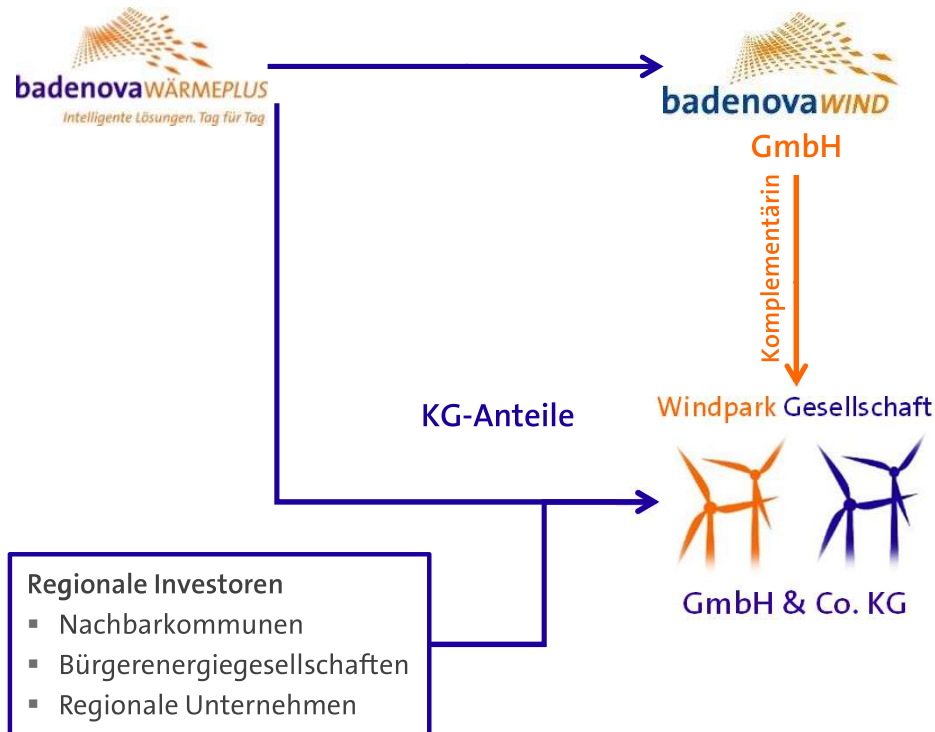 badenovaWÄRMEPLUS
Intelligente Lösungen. Tag für Tag
badenovaWIND
GmbH
Komplementärin
KG-Anteile
Windpark Gesellschaft
GmbH & Co. KG
Regionale Investoren
▪ Nachbarkommunen
▪ Bürgerenergiegesellschaften
▪ Regionale Unternehmen